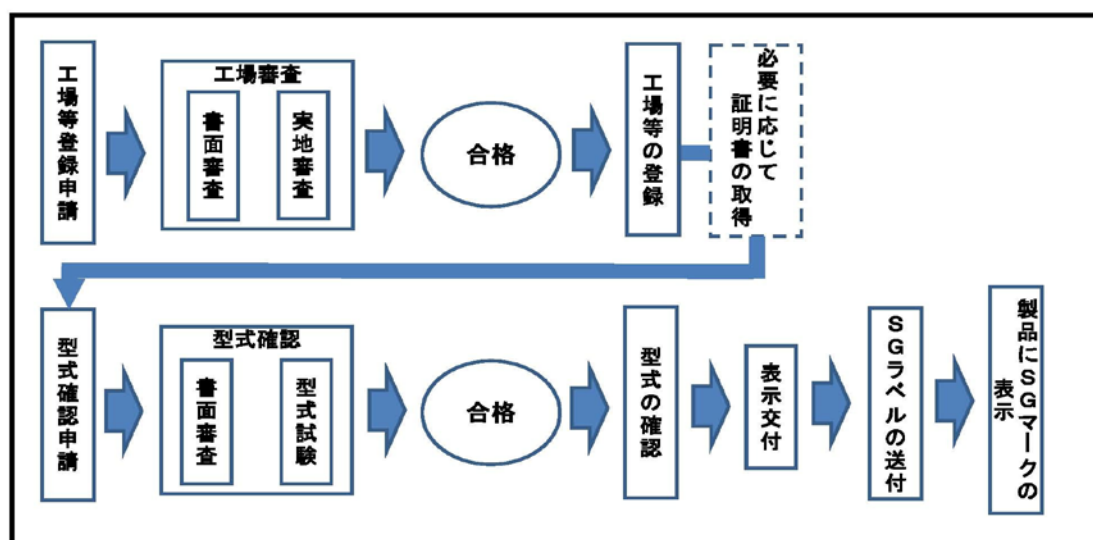 工場等登録申請
工場審査
書面審査
実地審査
合格
工場等の登録
必要に応じて
証明書の取得
型式確認申請
型式確認
書面審査
型式試験
合格
型式の確認
表示交付
ＳＧラベルの送付
製品にＳＧマークの
表示